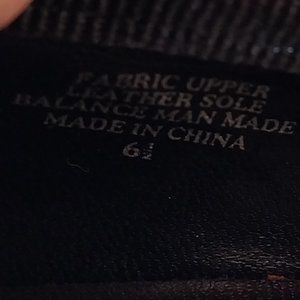 FABRIC UPPER
LEATHER SOLE
BALANCE MAN MADE
MADE IN CHINA
6½